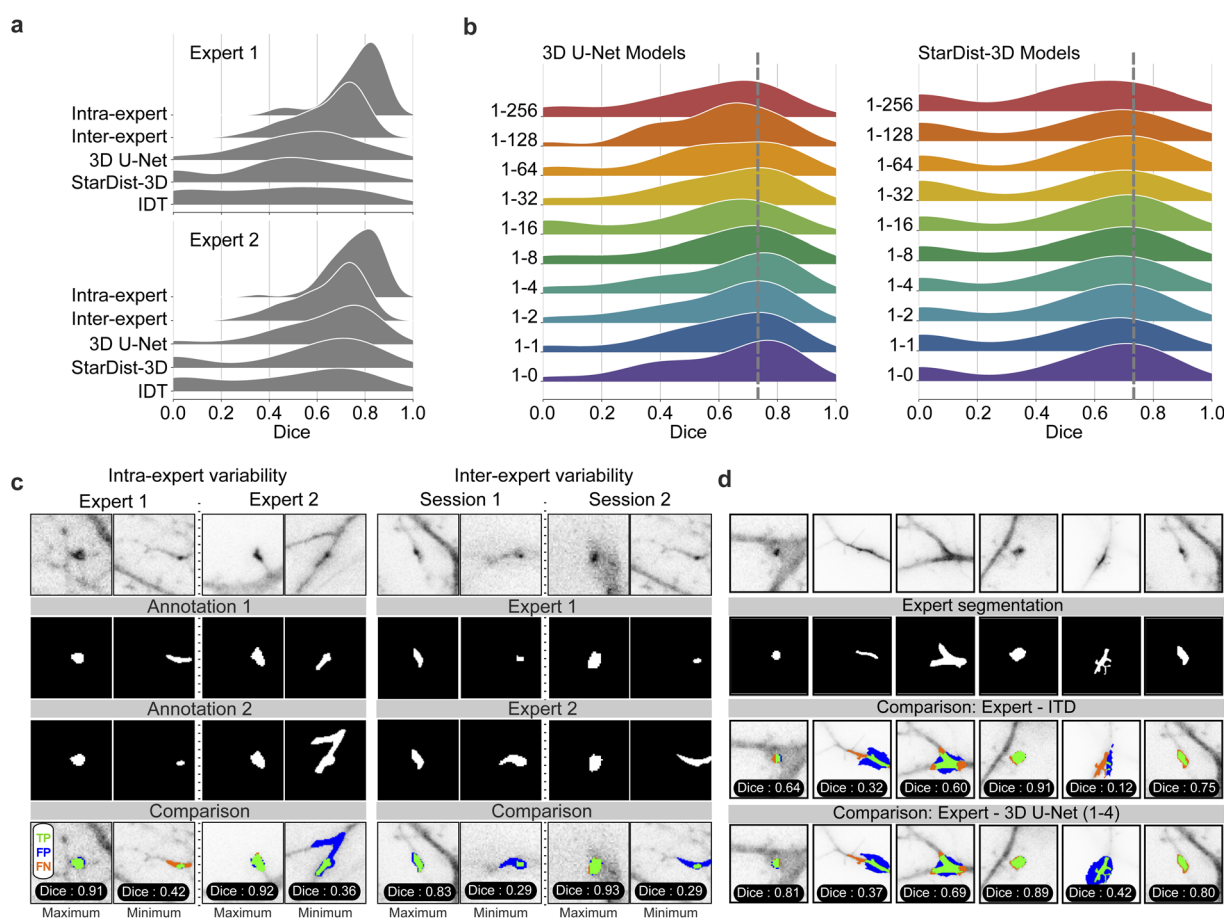 a
Expert 1
Intra-expert
Inter-expert
3D U-Net
StarDist-3D
IDT
Expert 2
Intra-expert
Inter-expert
3D U-Net
StarDist-3D
IDT
0.0 0.2 0.4 0.6 0.8 1.0
Dice
b
3D U-Net Models
1-256
1-128
1-64
1-32
1-16
1-8
1-4
1-2
1-1
1-0
0.0 0.2 0.4 0.6 0.8 1.0
Dice
StarDist-3D Models
1-256
1-128
1-64
1-32
1-16
1-8
1-4
1-2
1-1
1-0
0.0 0.2 0.4 0.6 0.8 1.0
Dice
c
Intra-expert variability Inter-expert variability
Expert 1 Expert 2 Session 1 Session 2
Annotation 1 Expert 1
Annotation 2 Expert 2
Comparison Comparison
TP
FP
FN
Dice : 0.91 Dice : 0.42 Dice : 0.92 Dice : 0.36 Dice : 0.83 Dice : 0.29 Dice : 0.93 Dice : 0.29
Maximum Minimum Maximum Minimum Maximum Minimum Maximum Minimum
d
Expert segmentation
Comparison: Expert - ITD
Dice : 0.64 Dice : 0.32 Dice : 0.60 Dice : 0.91 Dice : 0.12 Dice : 0.75
Comparison: Expert - 3D U-Net (1-4)
Dice : 0.81 Dice : 0.37 Dice : 0.69 Dice : 0.89 Dice : 0.42 Dice : 0.80